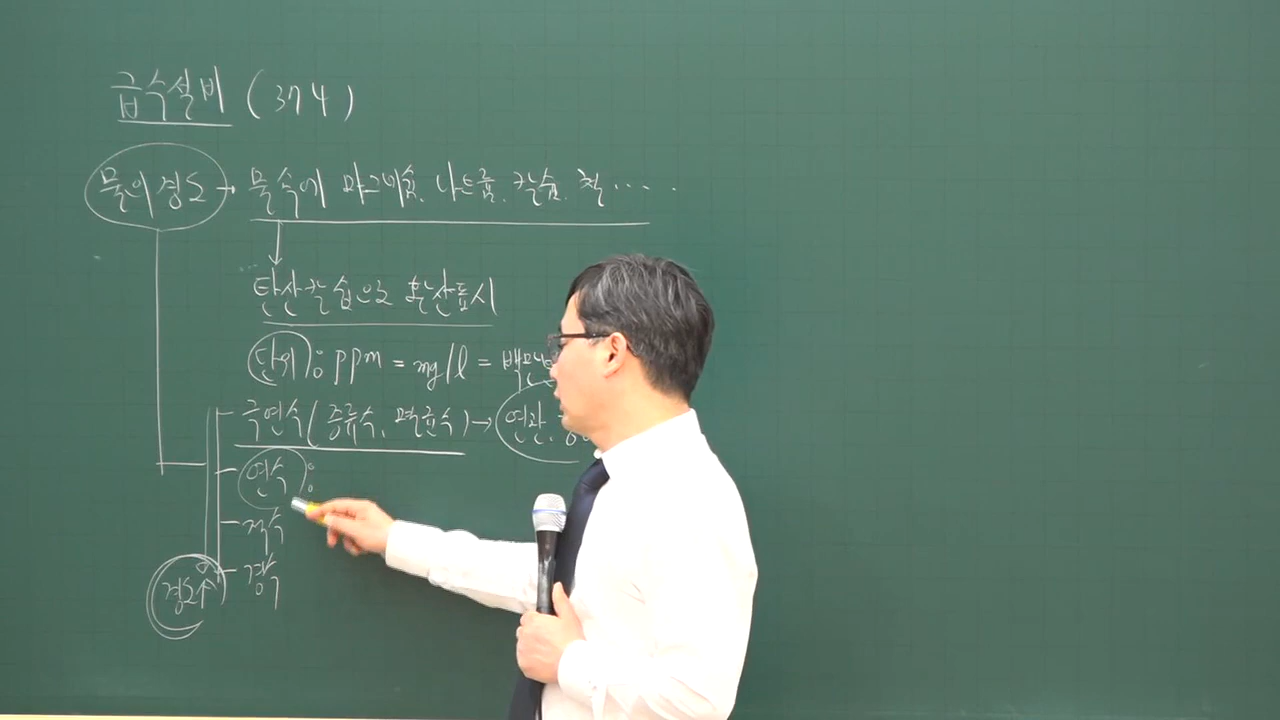 급수설비 (374)
물의경도 → 물속에 마그네슘, 나트륨, 칼슘, 철 ....
탄산칼슘으로 환산표시
단위 : ppm = mg/l = 백만
극연수 (증류수, 멸균수) → 연관,
연수 :
적수
경수
경도↑